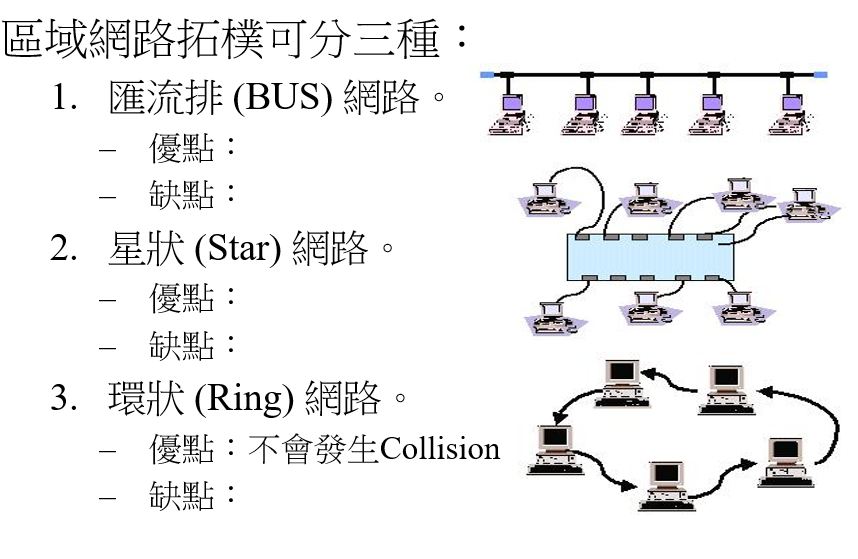 區域網路拓樸可分三種：
1. 匯流排 (BUS) 網路。
– 優點：
– 缺點：
2. 星狀 (Star) 網路。
– 優點：
– 缺點：
3. 環狀 (Ring) 網路。
– 優點：不會發生Collision
– 缺點：